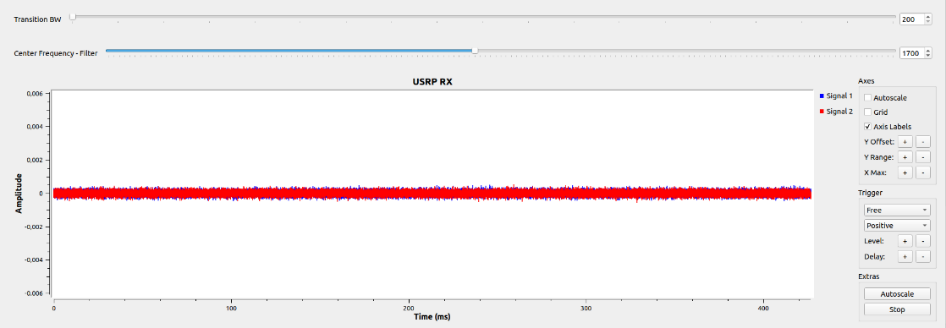 Transition BW 200
Center Frequency - Filter 1700
USRP RX
Axes
Signal 1
Signal 2
Autoscale
Grid
Axis Labels
Y Offset: + -
Y Range: + -
X Max: + -
Trigger
Free
Positive
Level: + -
Delay: + -
Extras
Autoscale
Stop
Amplitude
0,006
0,004
0,002
0
-0,002
-0,004
-0,006
0 100 200 300 400
Time (ms)